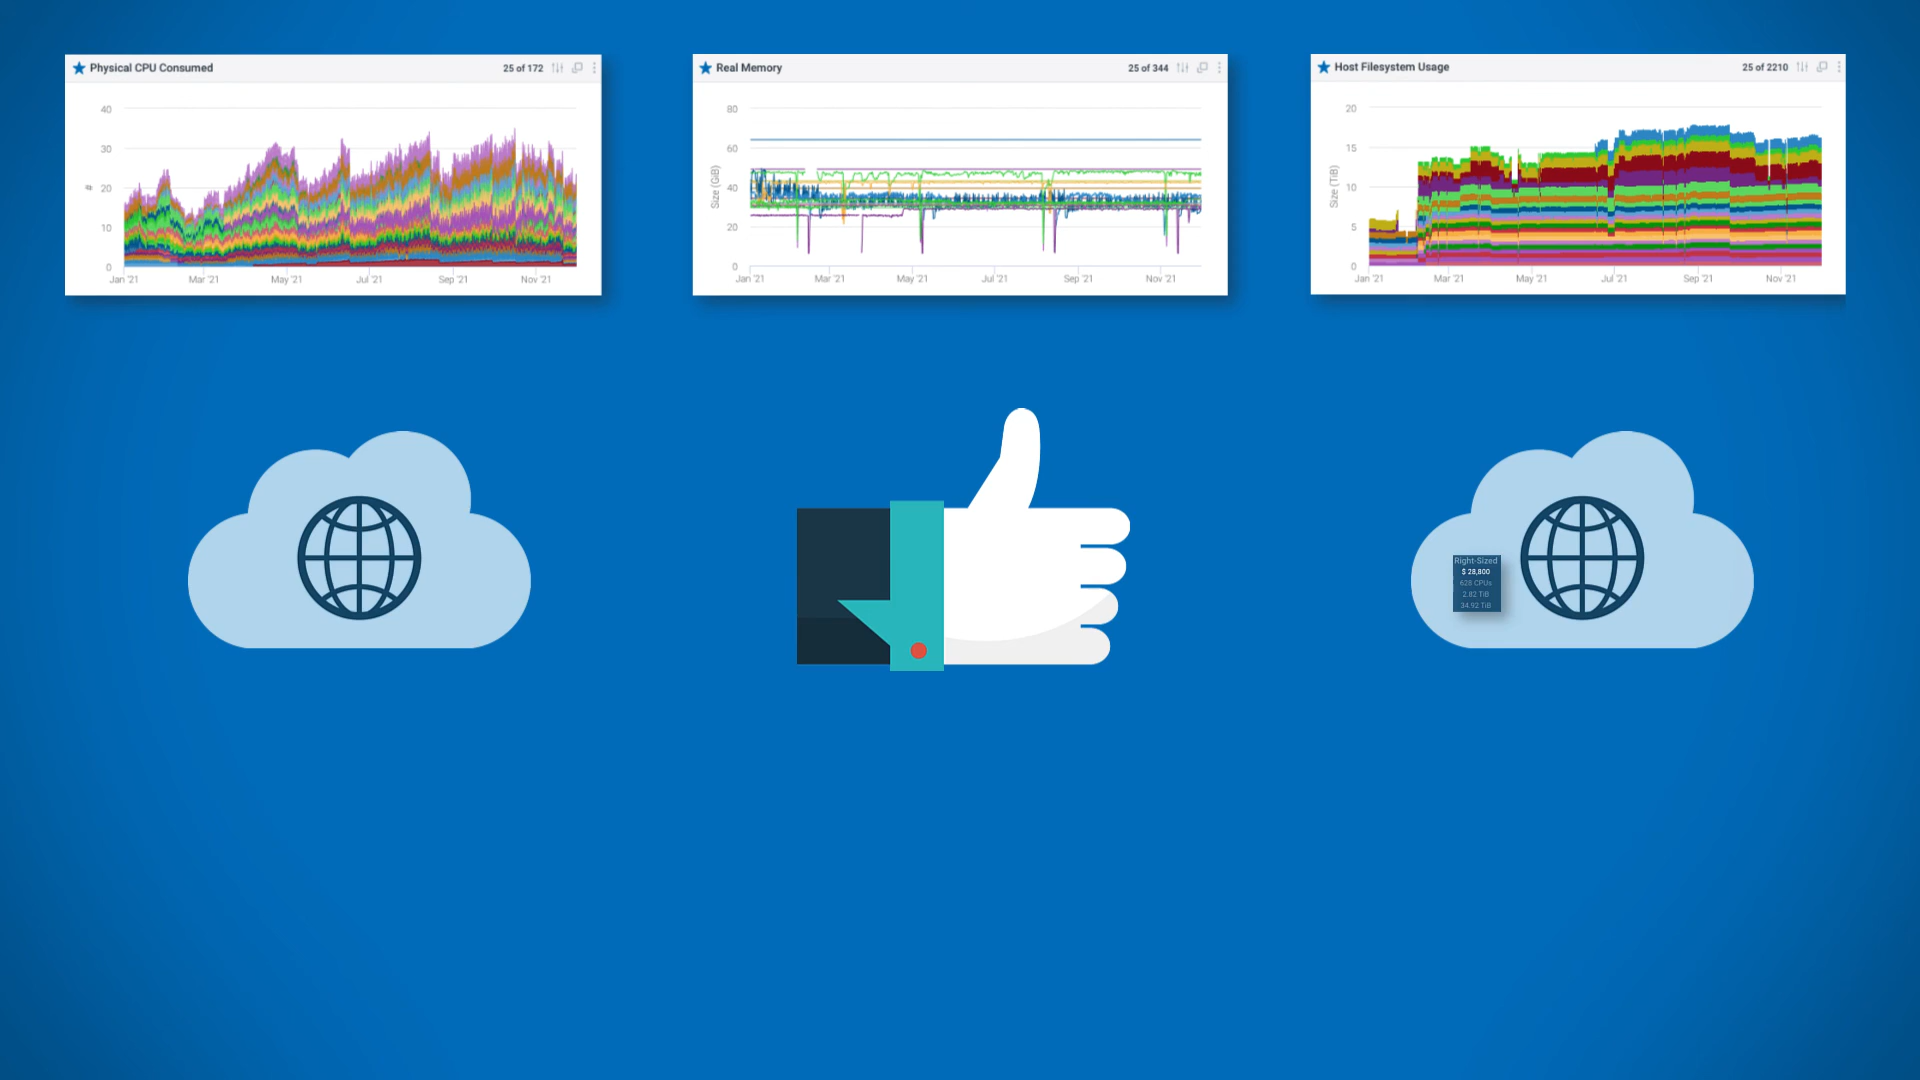 Physical CPU Consumed
25 of 172
40
30
#
20
10
0
Jan '21
Mar '21
May '21
Jul '21
Sep '21
Nov '21
Real Memory
25 of 344
80
60
Size (GiB)
40
20
0
Jan '21
Mar '21
May '21
Jul '21
Sep '21
Nov '21
Host Filesystem Usage
25 of 2210
20
15
Size (TiB)
10
5
0
Jan '21
Mar '21
May '21
Jul '21
Sep '21
Nov '21
Right-Sized
$ 28,800
628 CPUs
2.82 TiB
34.92 TiB